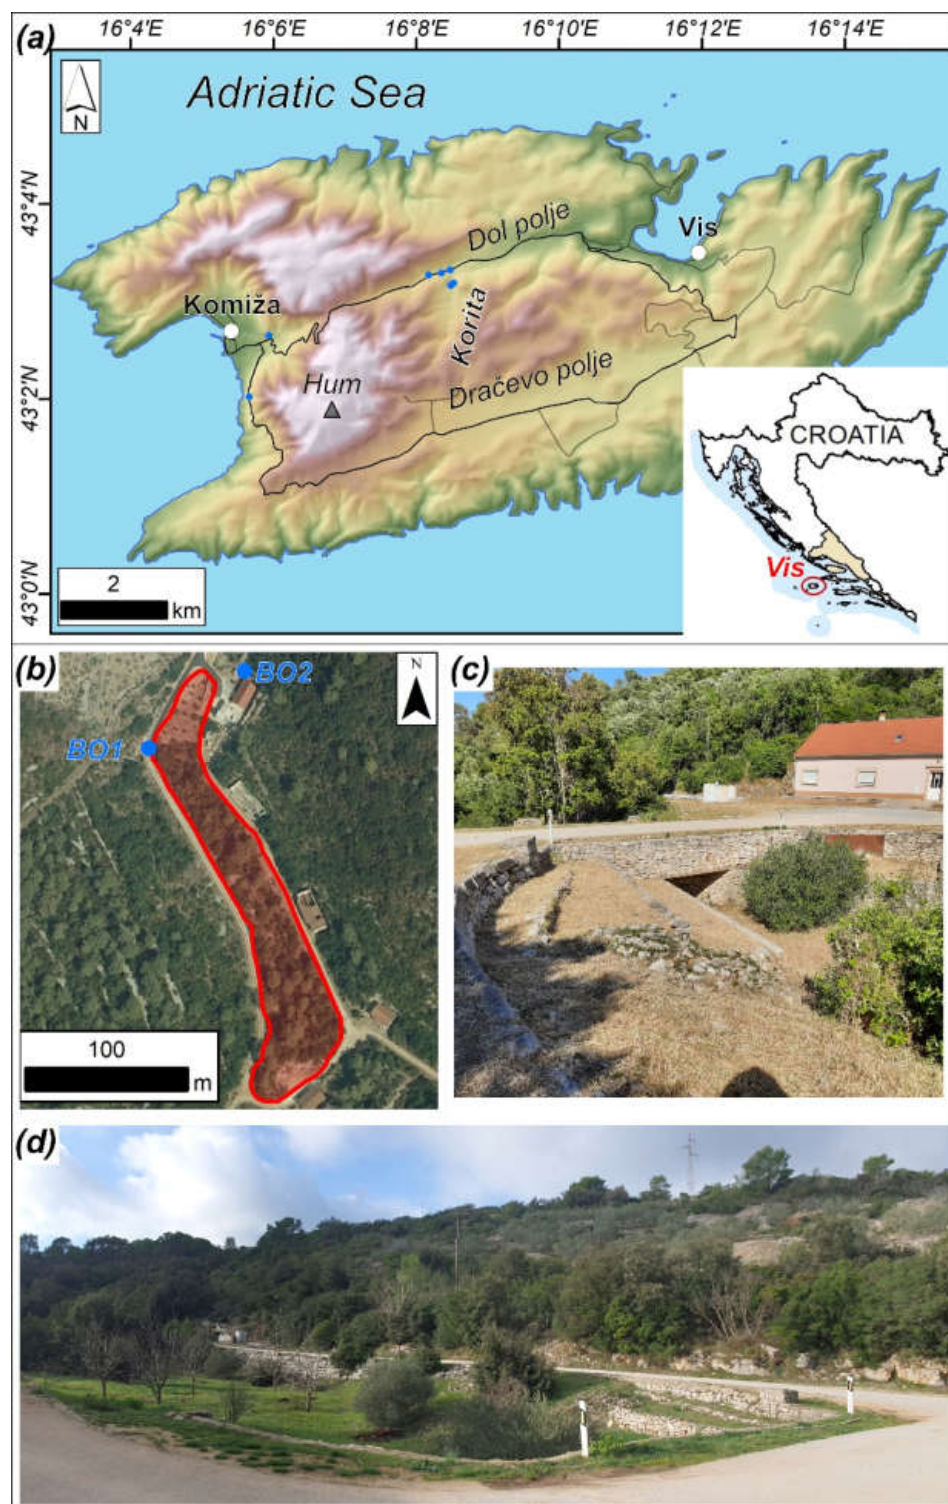 (a)
16°4'E
16°6'E
16°8'E
16°10'E
16°12'E
16°14'E
N
Adriatic Sea
43°4'N
43°2'N
43°0'N
Dol polje
Vis
Komiža
Korita
Hum
Dračevo polje
CROATIA
Vis
2
km
(b)
BO2
N
BO1
100
m
(c)
(d)